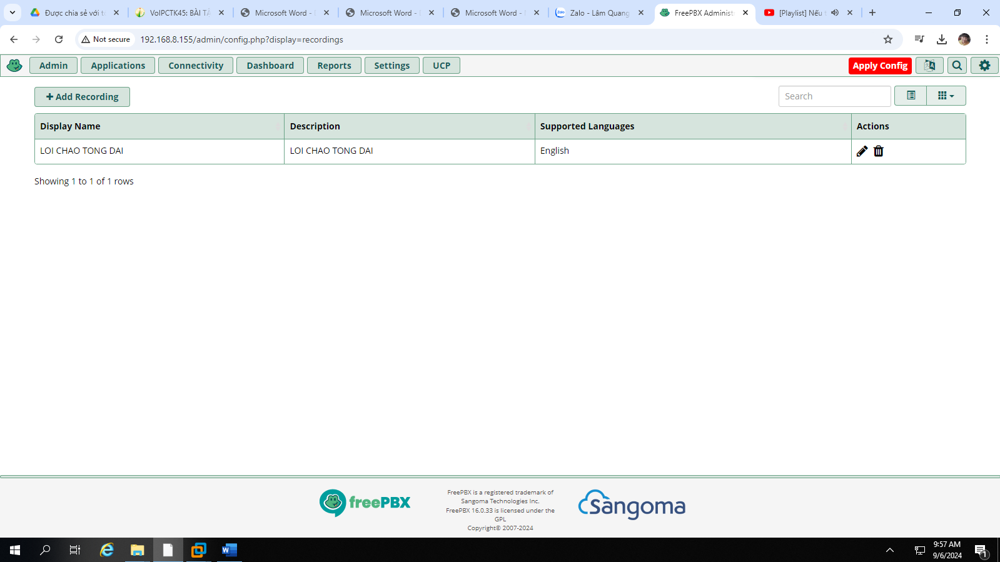 Được chia sẻ với t
VoIPCTK45: BÀI TẬ
Microsoft Word -
Microsoft Word -
Microsoft Word -
Zalo - Lâm Quang
FreePBX Administ
[Playlist] Nếu t
Not secure
192.168.8.155/admin/config.php?display=recordings
Admin
Applications
Connectivity
Dashboard
Reports
Settings
UCP
Apply Config
Add Recording
Search
Display Name
Description
Supported Languages
Actions
LOI CHAO TONG DAI
LOI CHAO TONG DAI
English
Showing 1 to 1 of 1 rows
freePBX
FreePBX is a registered trademark of
Sangoma Technologies Inc.
FreePBX 16.0.33 is licensed under the
GPL
Copyright© 2007-2024
Sangoma
9:57 AM
9/6/2024
1